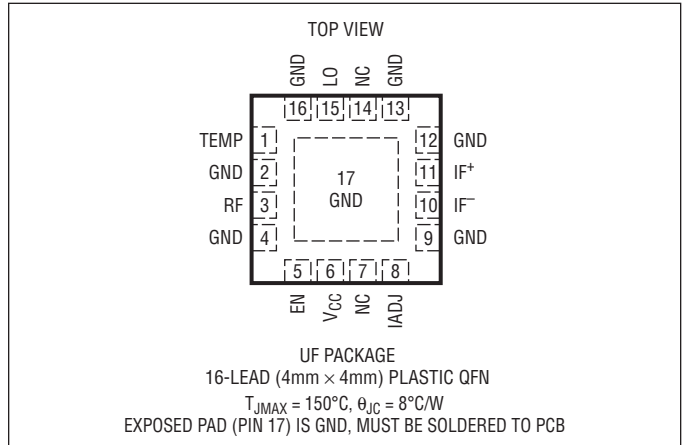 TOP VIEW
GND LO NC GND
16 15 14 13
TEMP 1
GND 2
RF 3
GND 4
17
GND
12 GND
11 IF⁺
10 IF⁻
9 GND
5 6 7 8
EN VCC NC IADJ
UF PACKAGE
16-LEAD (4mm × 4mm) PLASTIC QFN
TJMAX = 150°C, θJC = 8°C/W
EXPOSED PAD (PIN 17) IS GND, MUST BE SOLDERED TO PCB